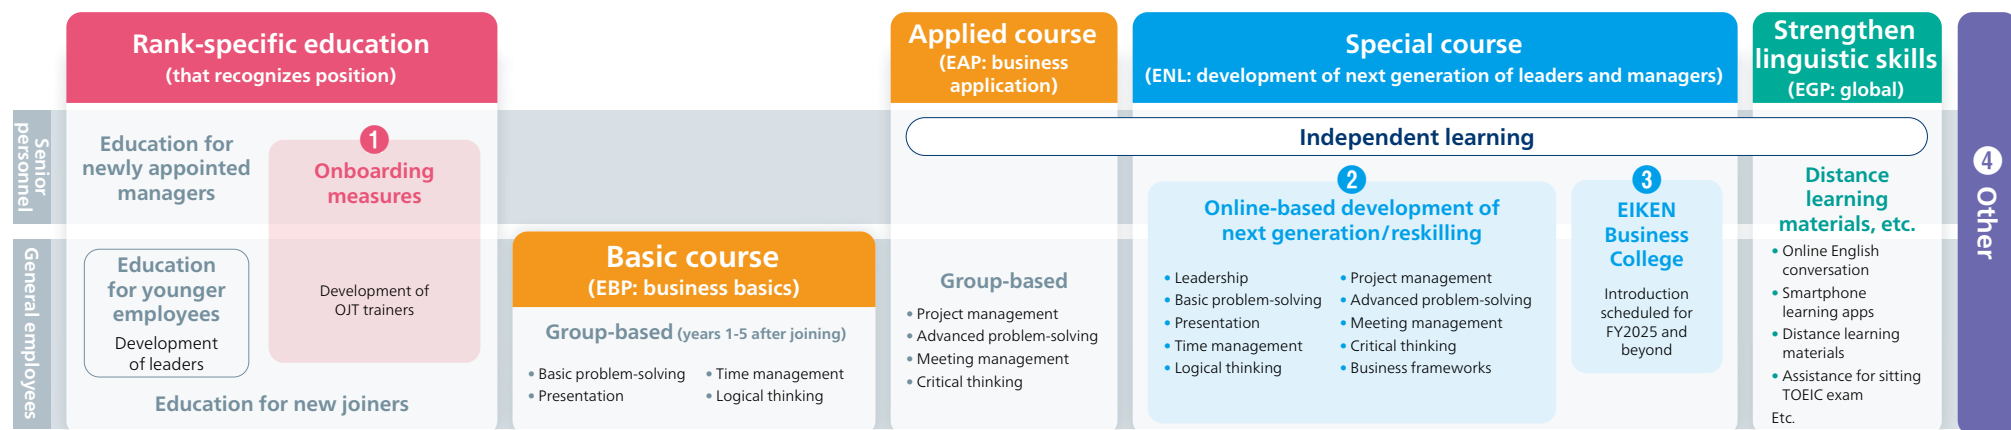 Rank-specific education
(that recognizes position)
Applied course
(EAP: business
application)
Special course
(ENL: development of next generation of leaders and managers)
Strengthen
linguistic skills
(EGP: global)
Senior
personnel
Education for
newly appointed
managers
1
Onboarding
measures
Independent learning
2
Online-based development of
next generation/reskilling
3
EIKEN
Business
College
Distance
learning
materials, etc.
4 Other
General employees
Education
for younger
employees
Development
of leaders
Development of
OJT trainers
Education for new joiners
Basic course
(EBP: business basics)
Group-based (years 1-5 after joining)
• Basic problem-solving
• Presentation
• Time management
• Logical thinking
Group-based
• Project management
• Advanced problem-solving
• Meeting management
• Critical thinking
• Leadership
• Basic problem-solving
• Presentation
• Time management
• Logical thinking
• Project management
• Advanced problem-solving
• Meeting management
• Critical thinking
• Business frameworks
Introduction
scheduled for
FY2025 and
beyond
• Online English
conversation
• Smartphone
learning apps
• Distance learning
materials
• Assistance for sitting
TOEIC exam
Etc.